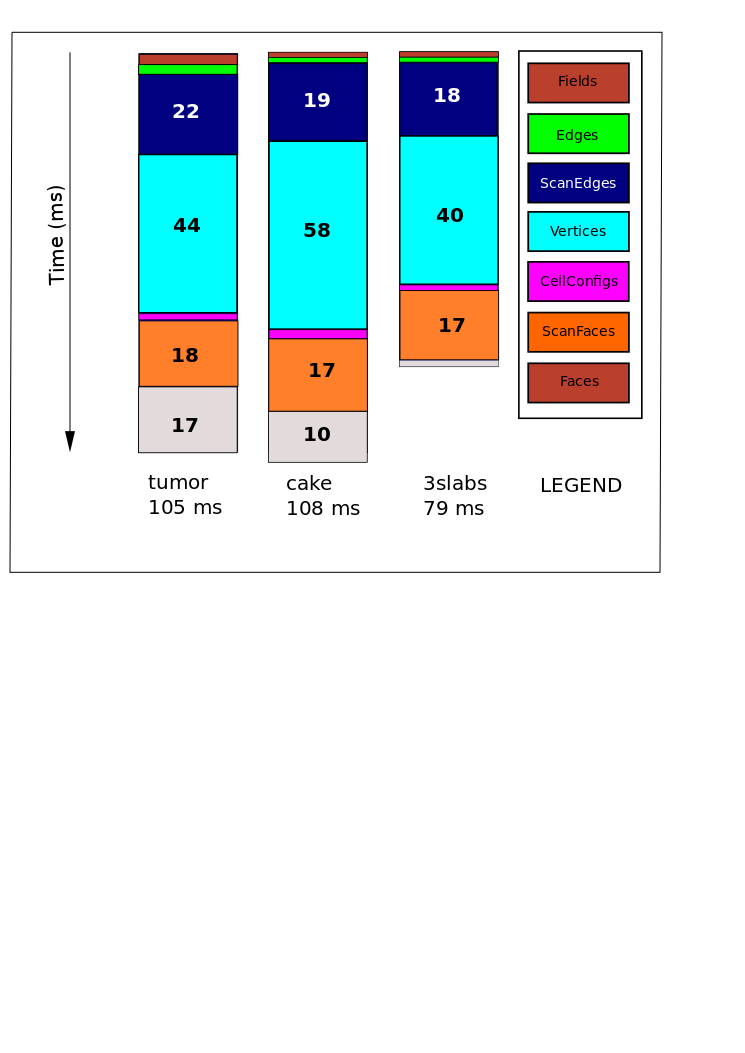 Time (ms)
22
44
18
17
tumor
105 ms
19
58
17
10
cake
108 ms
18
40
17
3slabs
79 ms
Fields
Edges
ScanEdges
Vertices
CellConfigs
ScanFaces
Faces
LEGEND